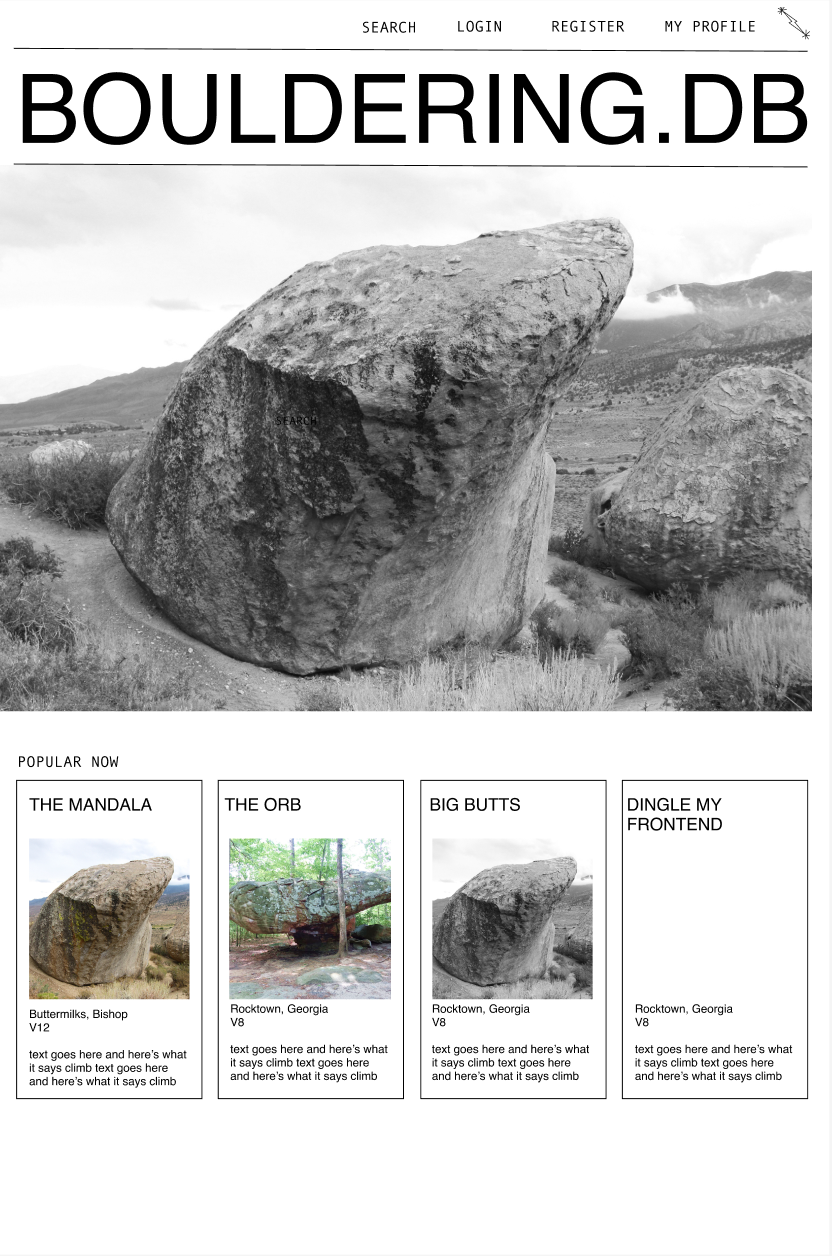 SEARCH LOGIN REGISTER MY PROFILE
BOULDERING.DB
SEARCH
POPULAR NOW
THE MANDALA
Buttermilks, Bishop
V12
text goes here and here's what
it says climb text goes here
and here's what it says climb
THE ORB
Rocktown, Georgia
V8
text goes here and here's what
it says climb text goes here
and here's what it says climb
BIG BUTTS
Rocktown, Georgia
V8
text goes here and here's what
it says climb text goes here
and here's what it says climb
DINGLE MY
FRONTEND
Rocktown, Georgia
V8
text goes here and here's what
it says climb text goes here
and here's what it says climb